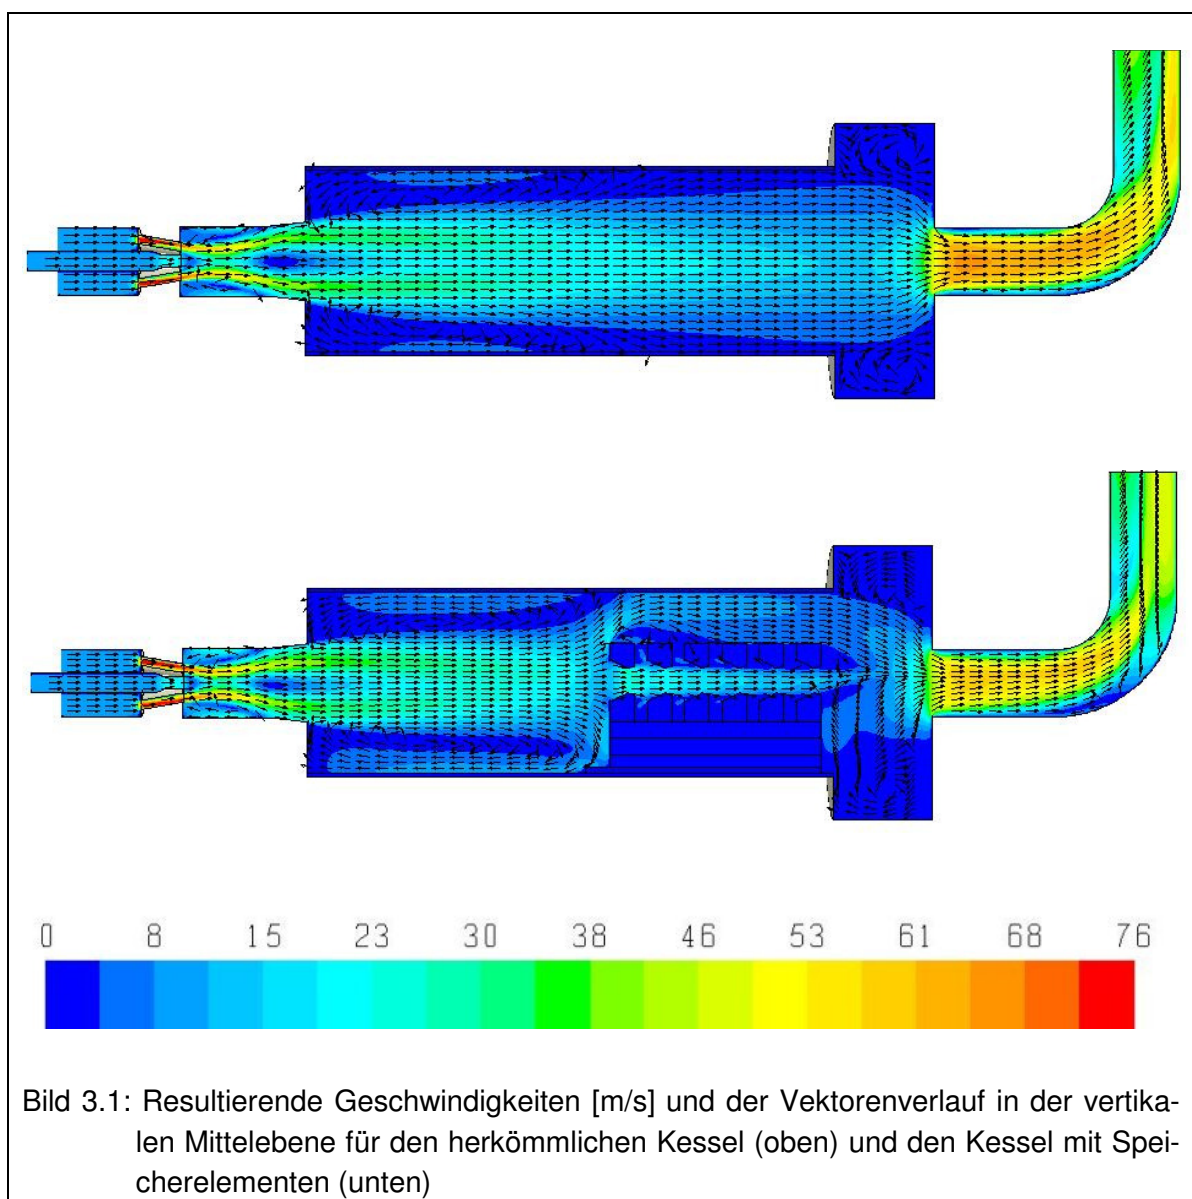 0 8 15 23 30 38 46 53 61 68 76
Bild 3.1: Resultierende Geschwindigkeiten [m/s] und der Vektorenverlauf in der vertika-
len Mittelebene für den herkömmlichen Kessel (oben) und den Kessel mit Spei-
cherelementen (unten)